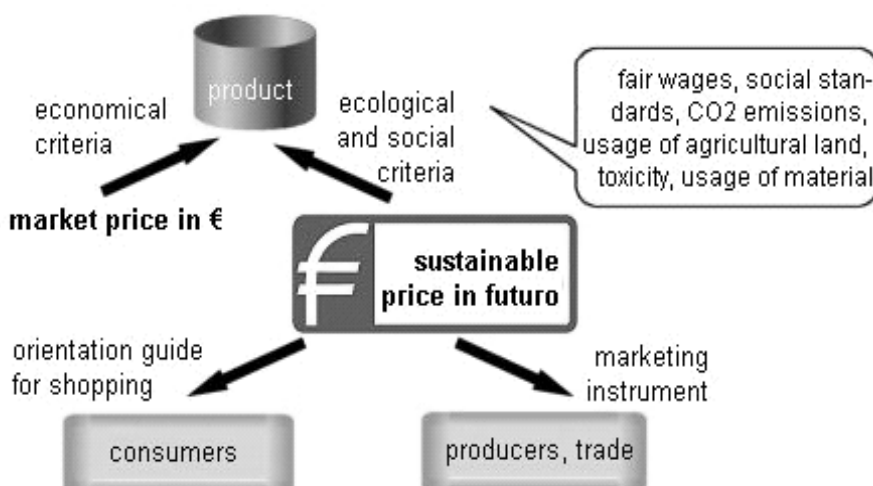 product
economical
criteria
ecological
and social
criteria
fair wages, social stan-
dards, CO2 emissions,
usage of agricultural land,
toxicity, usage of material
market price in €
sustainable
price in futuro
orientation guide
for shopping
marketing
instrument
consumers
producers, trade